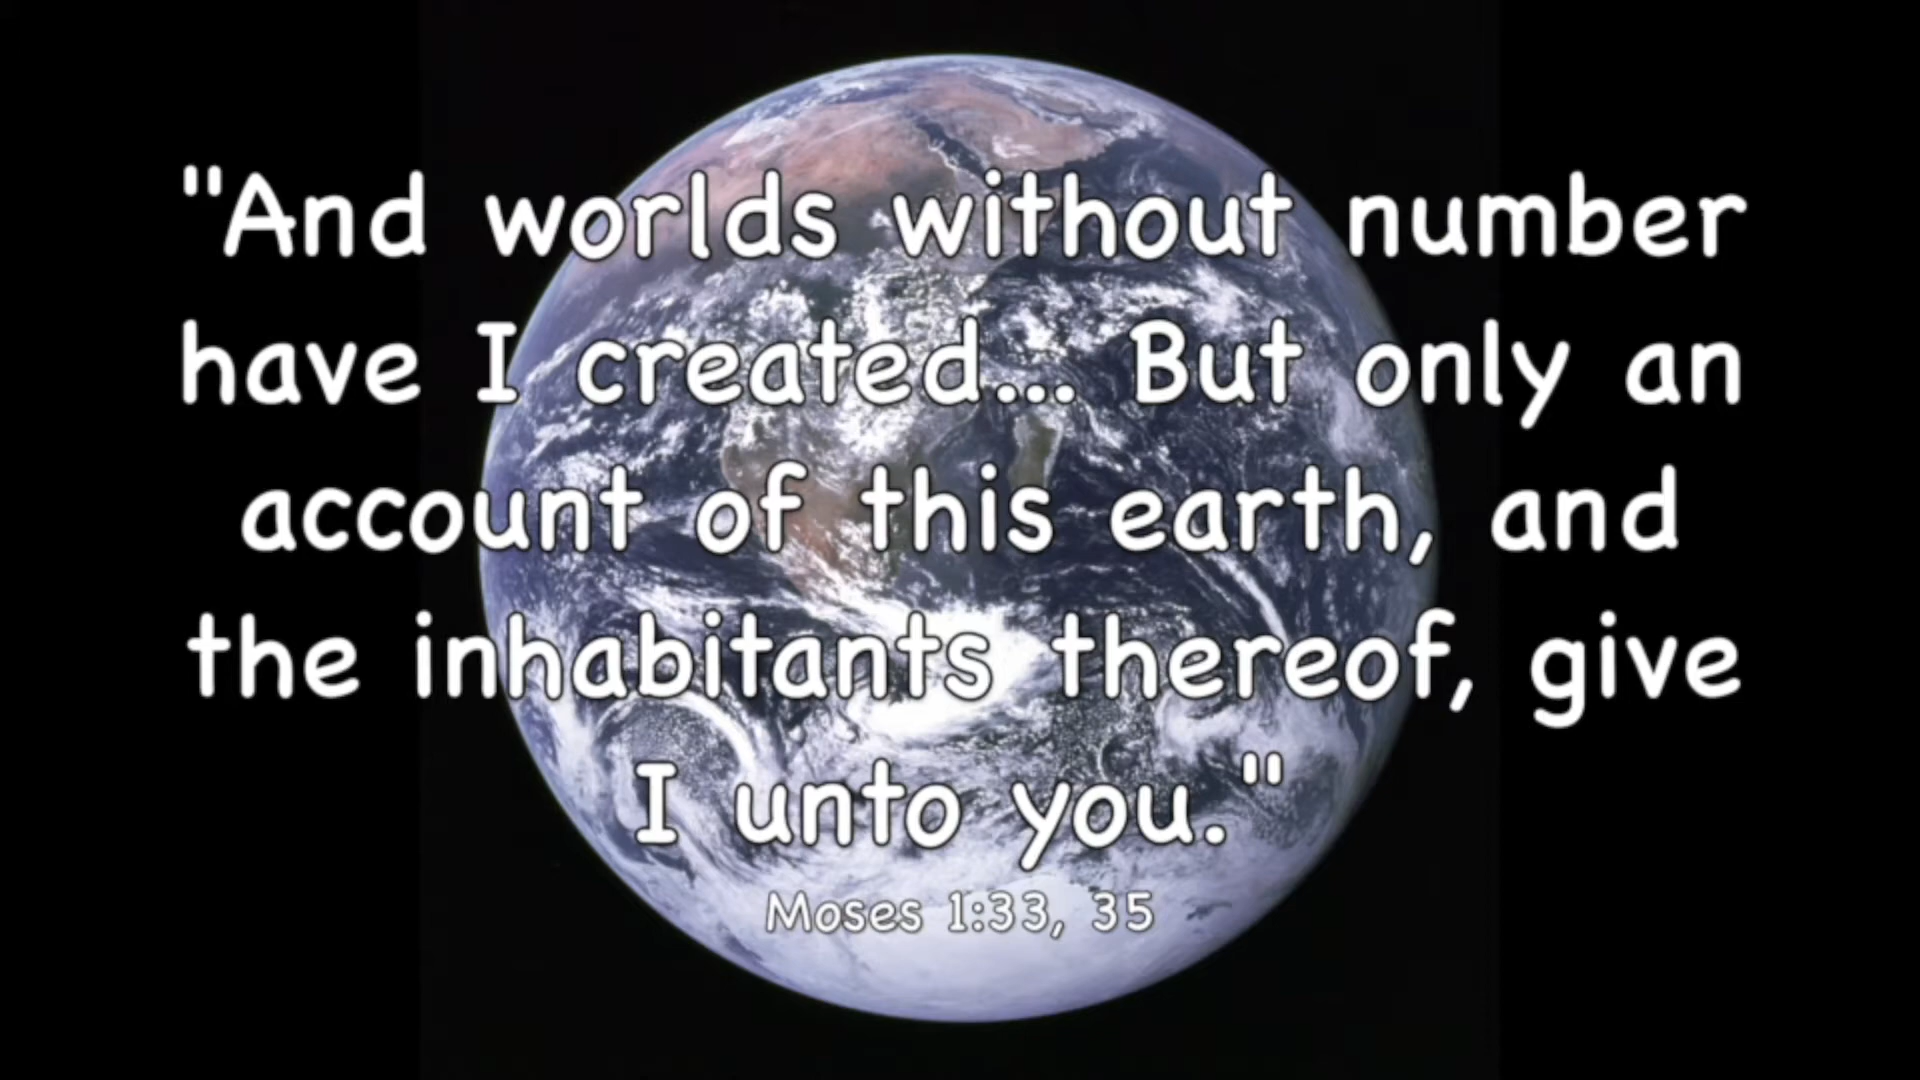 "And worlds without number
have I created... But only an
account of this earth, and
the inhabitants thereof, give
I unto you."
Moses 1:33, 35